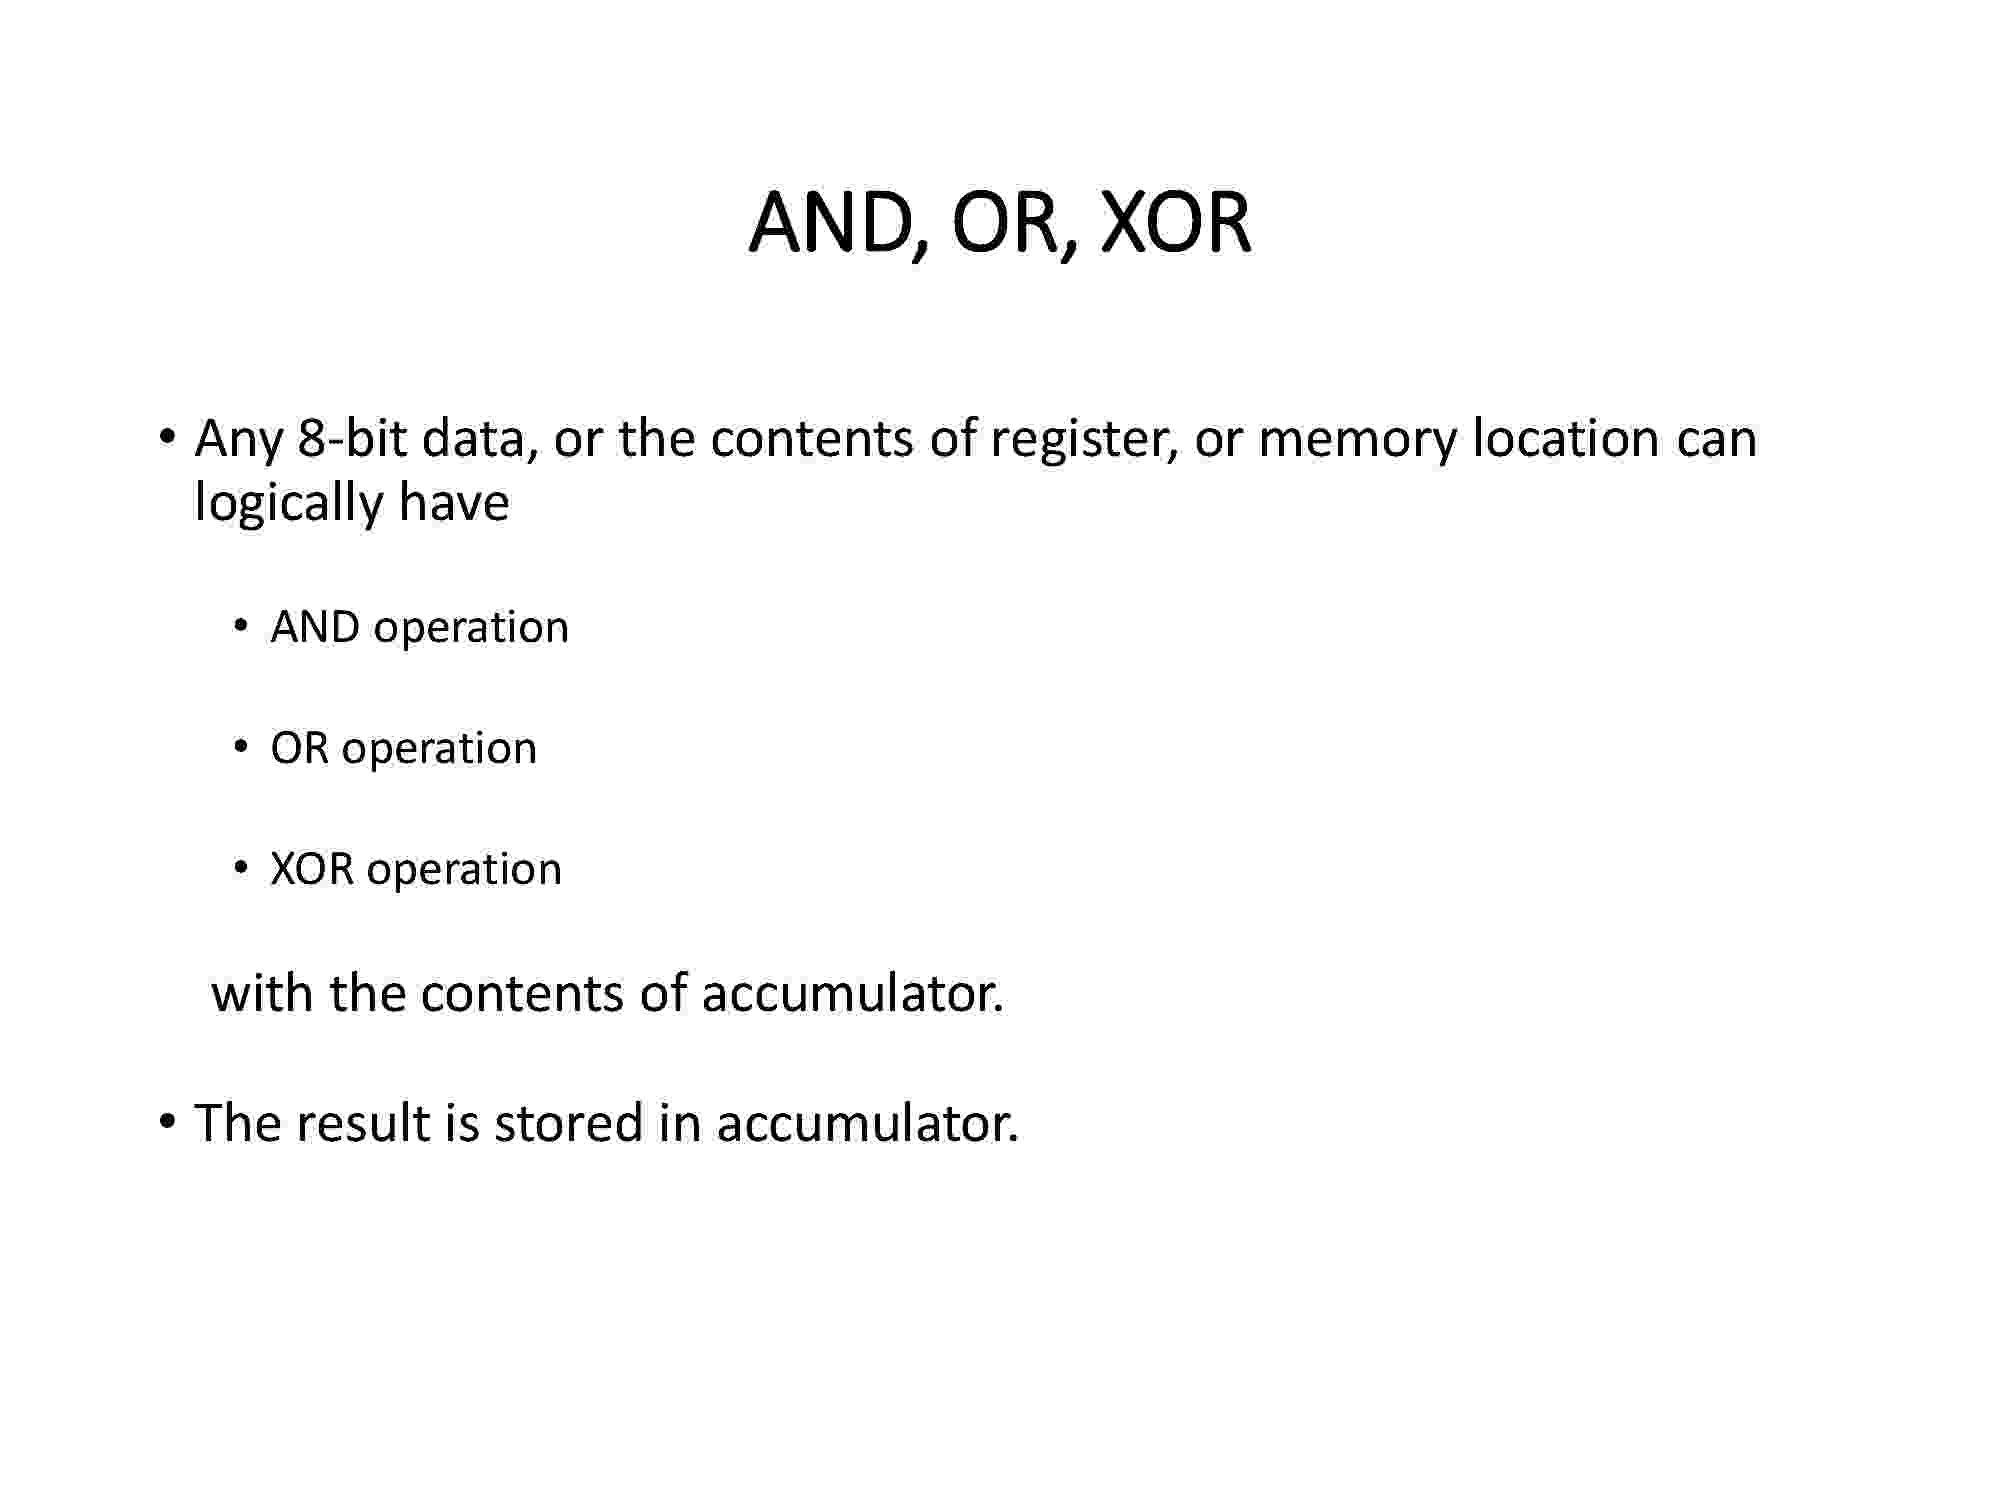 AND, OR, XOR
• Any 8-bit data, or the contents of register, or memory location can
logically have
• AND operation
• OR operation
• XOR operation
with the contents of accumulator.
• The result is stored in accumulator.